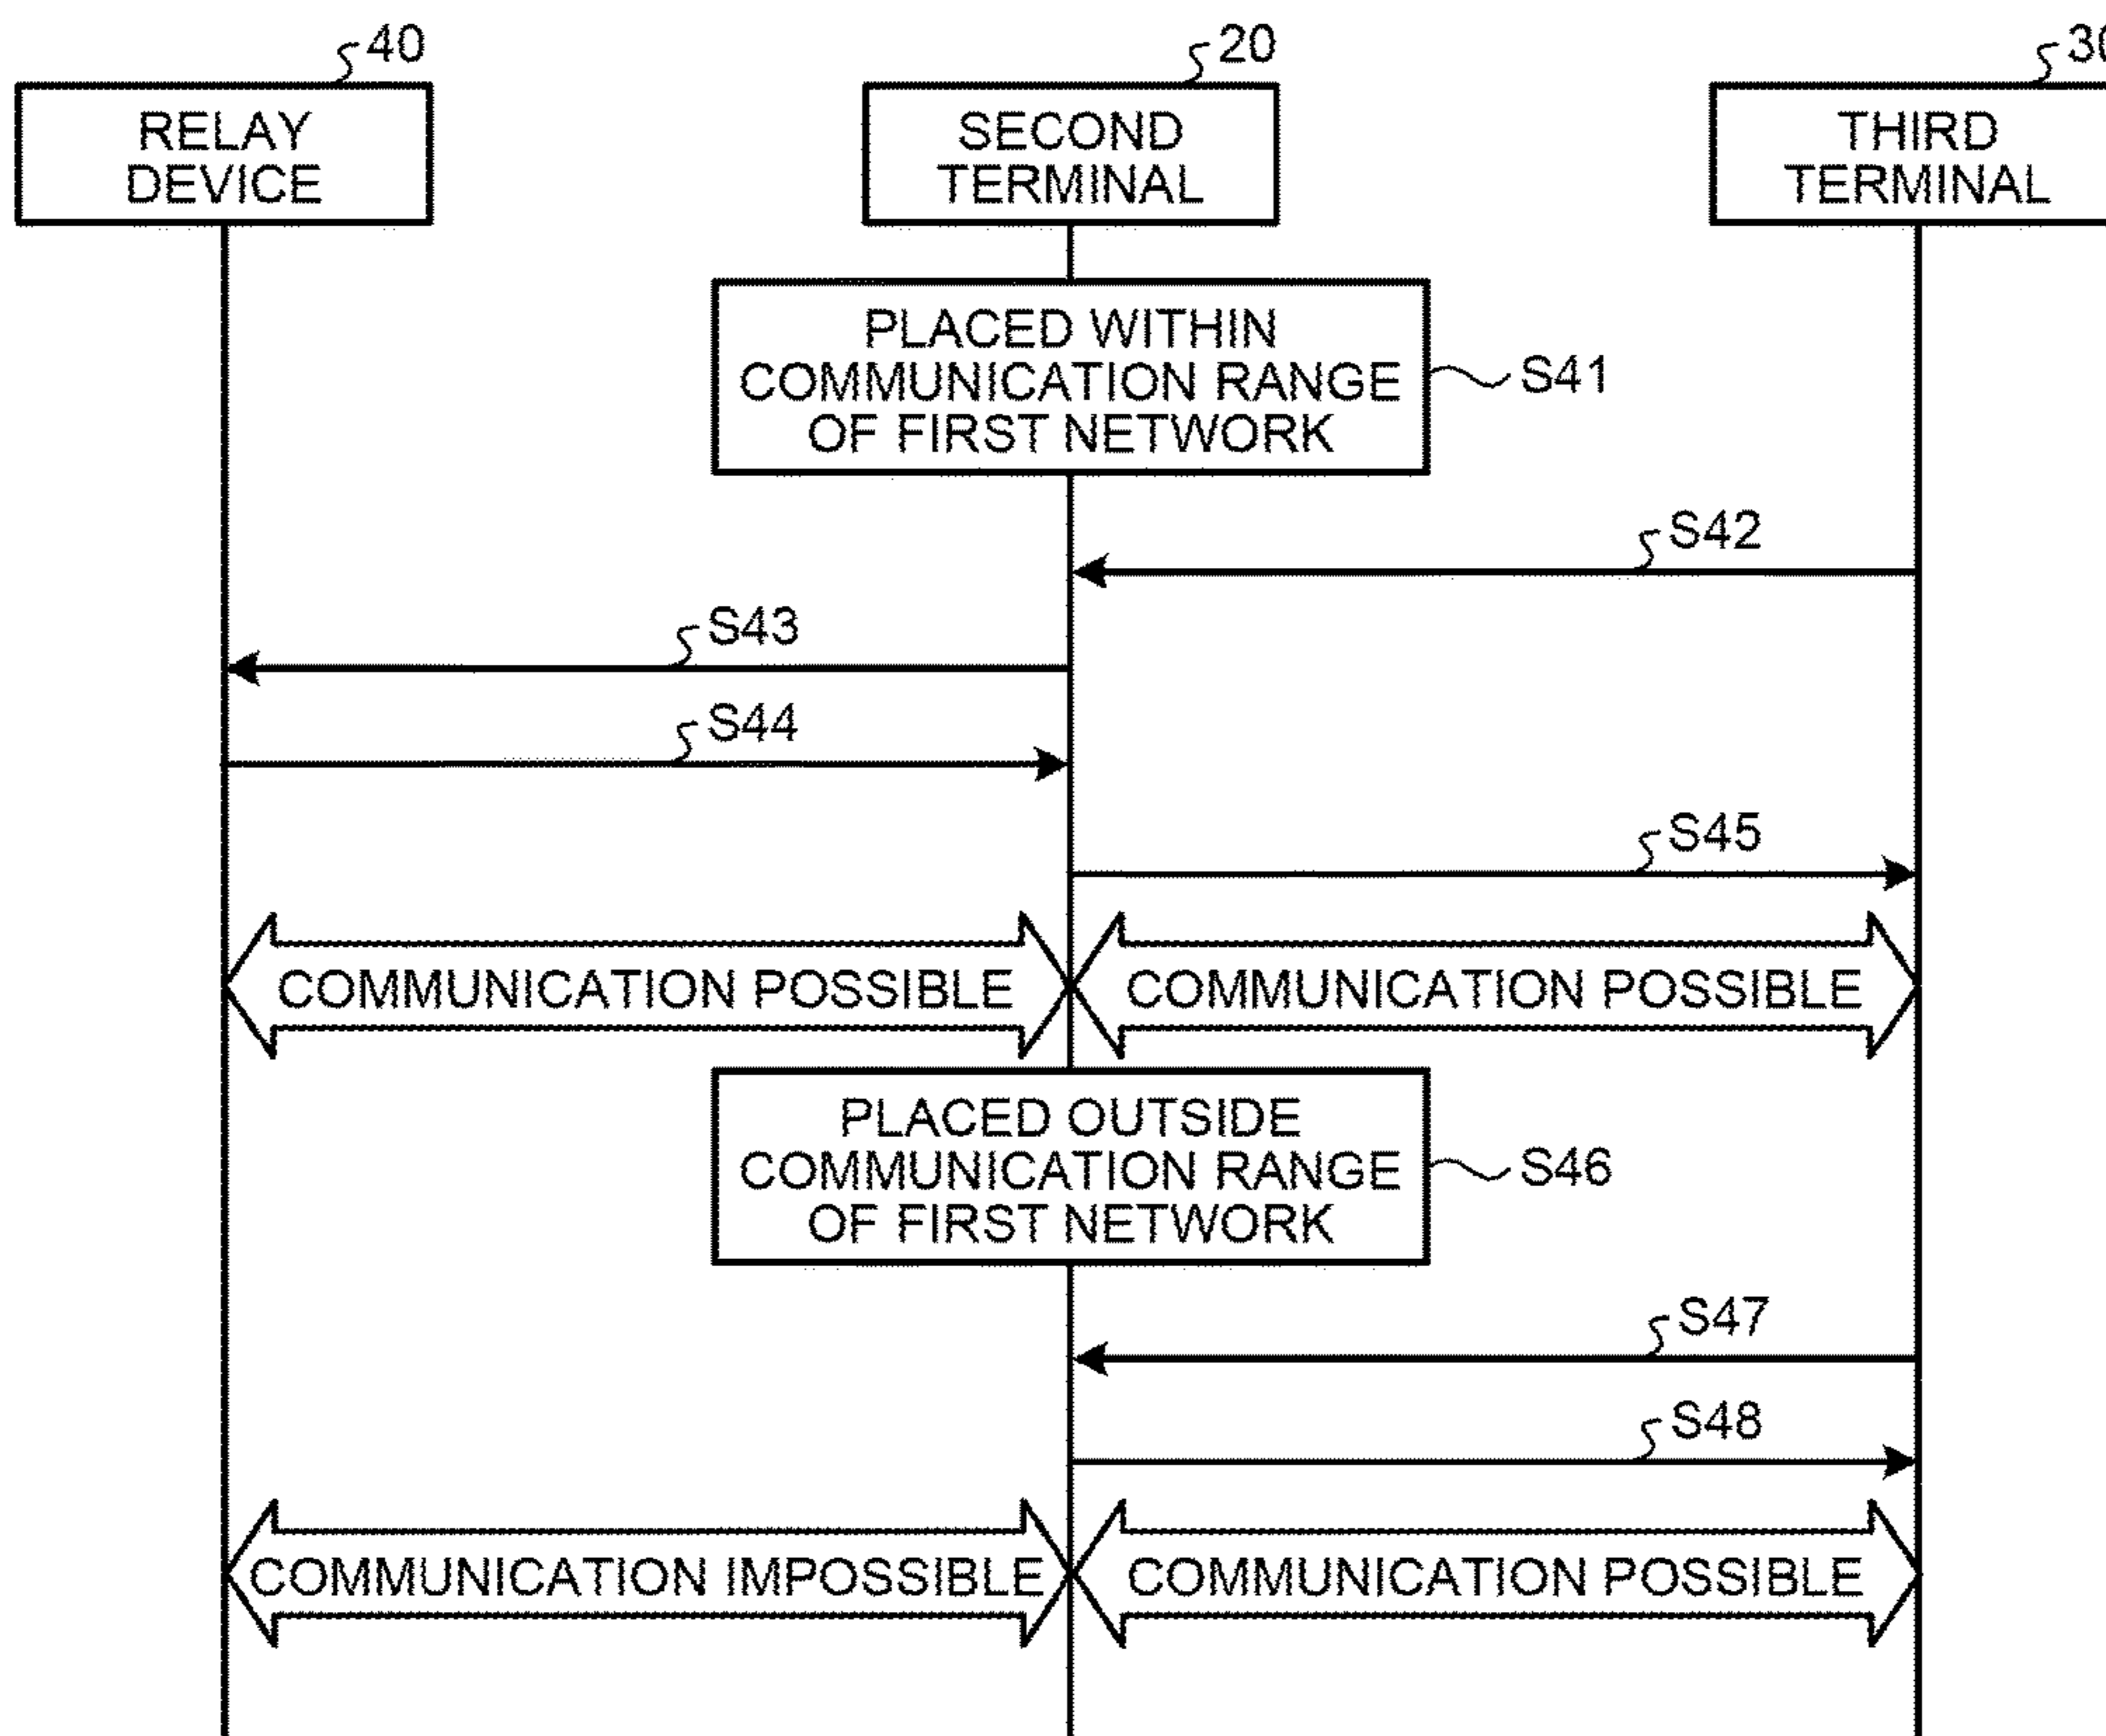 40
20
30
RELAY
DEVICE
SECOND
TERMINAL
THIRD
TERMINAL
PLACED WITHIN
COMMUNICATION RANGE
OF FIRST NETWORK
S41
S42
S43
S44
S45
COMMUNICATION POSSIBLE
COMMUNICATION POSSIBLE
PLACED OUTSIDE
COMMUNICATION RANGE
OF FIRST NETWORK
S46
S47
S48
COMMUNICATION IMPOSSIBLE
COMMUNICATION POSSIBLE